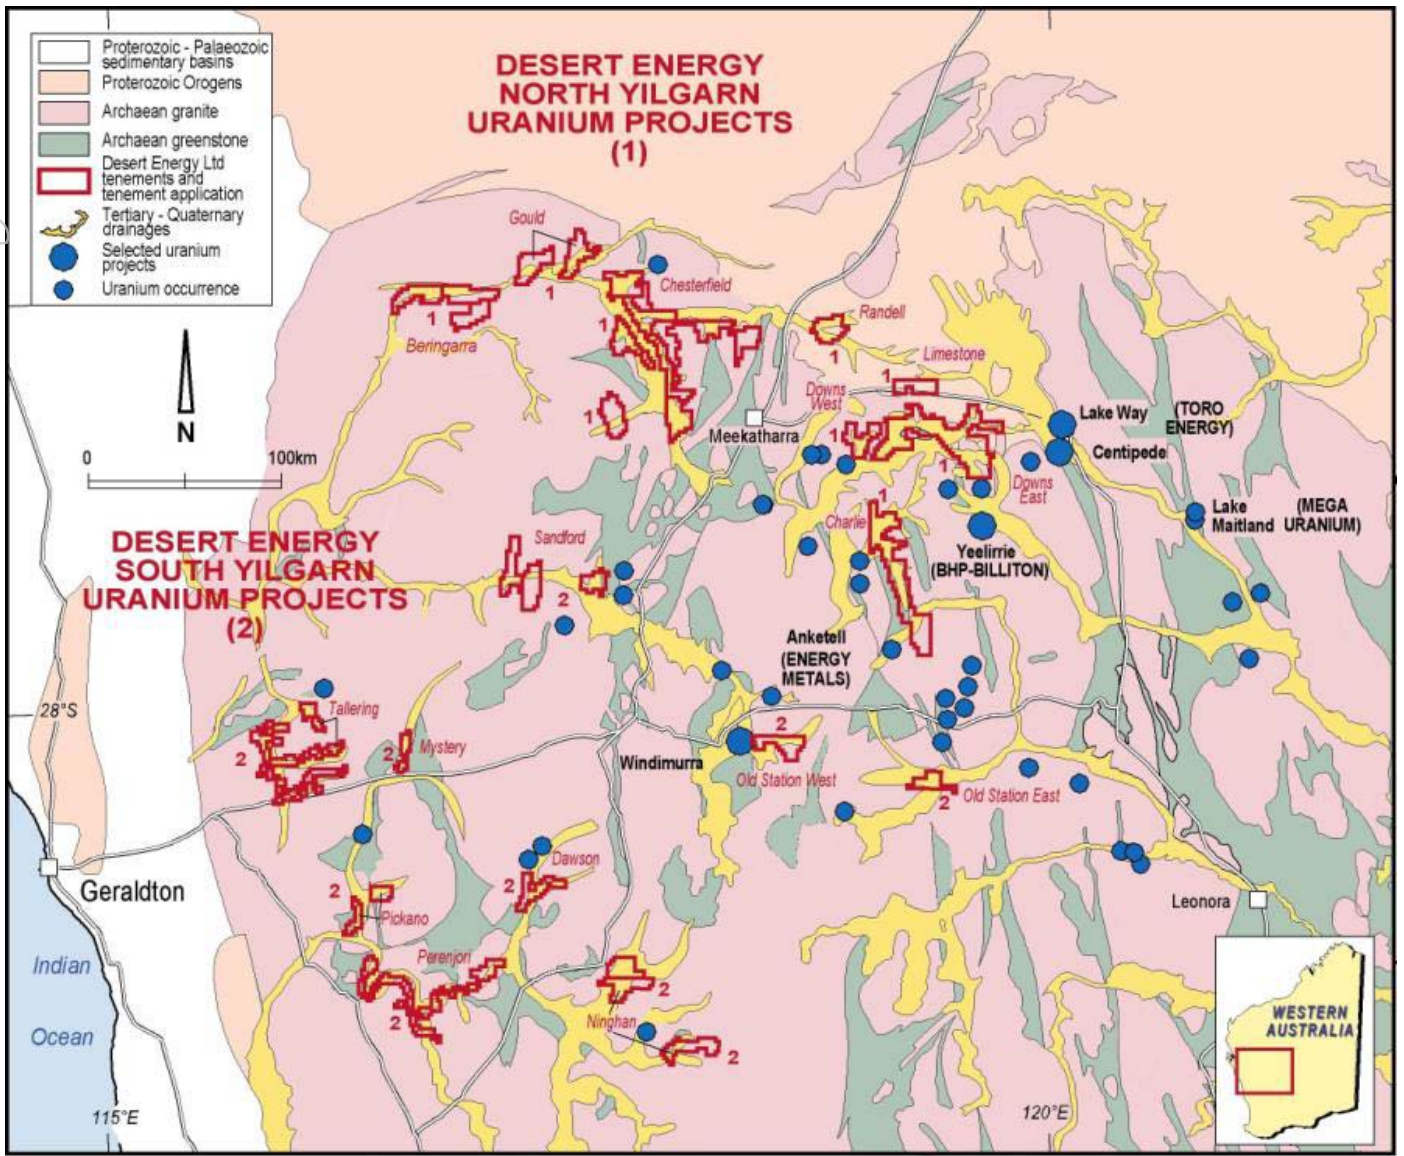 Proterozoic - Palaeozoic
sedimentary basins
Proterozoic Orogens
Archaean granite
Archaean greenstone
Desert Energy Ltd
tenements and
tenement application
Tertiary - Quaternary
drainages
Selected uranium
projects
Uranium occurrence
DESERT ENERGY
NORTH YILGARN
URANIUM PROJECTS
(1)
Gould
1
Chesterfield
1
Beringarra
1
1
Randell
1
Limestone
1
Downs
West
1
1
Downs
East
Meekatharra
Lake Way
(TORO
ENERGY)
Centipede
Lake
Maitland
(MEGA
URANIUM)
Yeelirrie
(BHP-BILLITON)
Charlie
1
N
0
100km
DESERT ENERGY
SOUTH YILGARN
URANIUM PROJECTS
(2)
Sandford
2
Anketell
(ENERGY
METALS)
28°S
Tallering
2
Mystery
2
Windimurra
2
Old Station West
Old Station East
2
Geraldton
Dawson
2
2
Pickano
Perenjori
2
Leonora
Ninghan
2
2
Indian
Ocean
115°E
120°E
WESTERN
AUSTRALIA